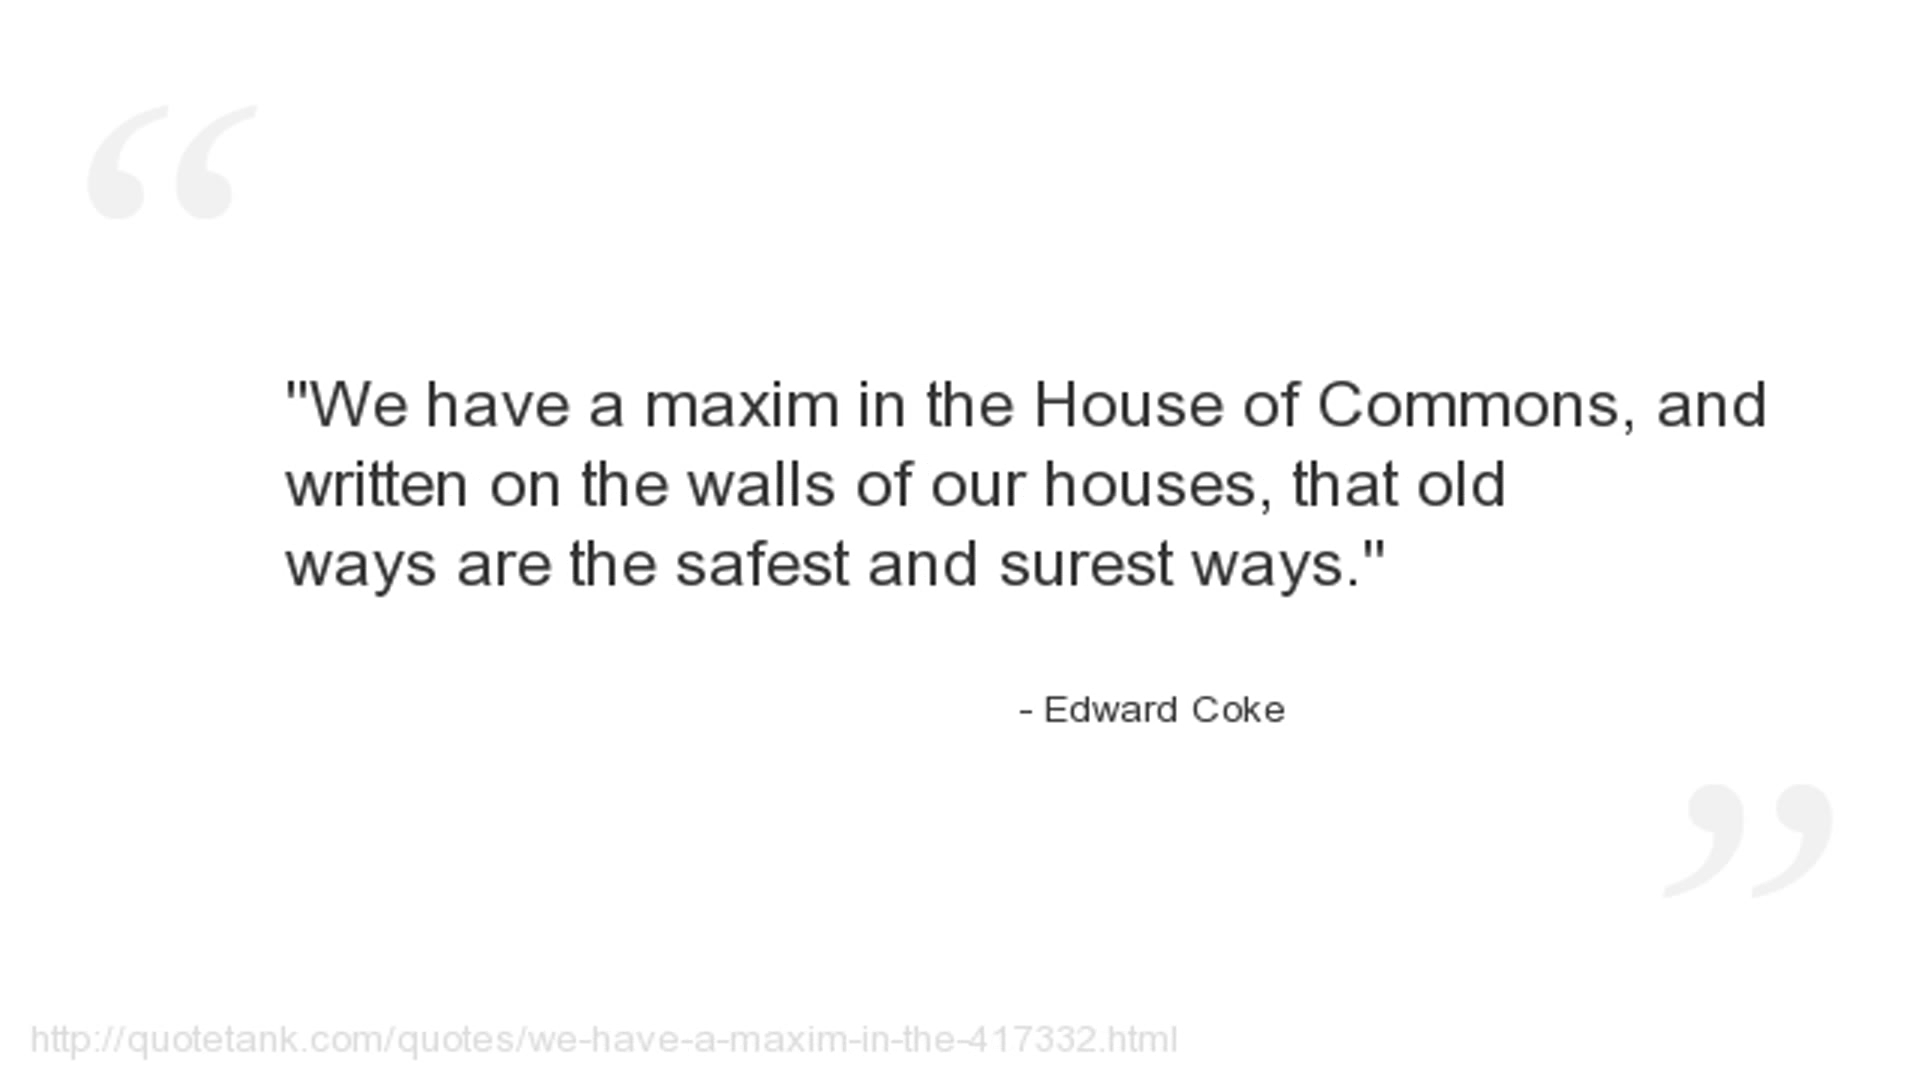 "We have a maxim in the House of Commons, and
written on the walls of our houses, that old
ways are the safest and surest ways."
- Edward Coke
http://quotetank.com/quotes/we-have-a-maxim-in-the-417332.html